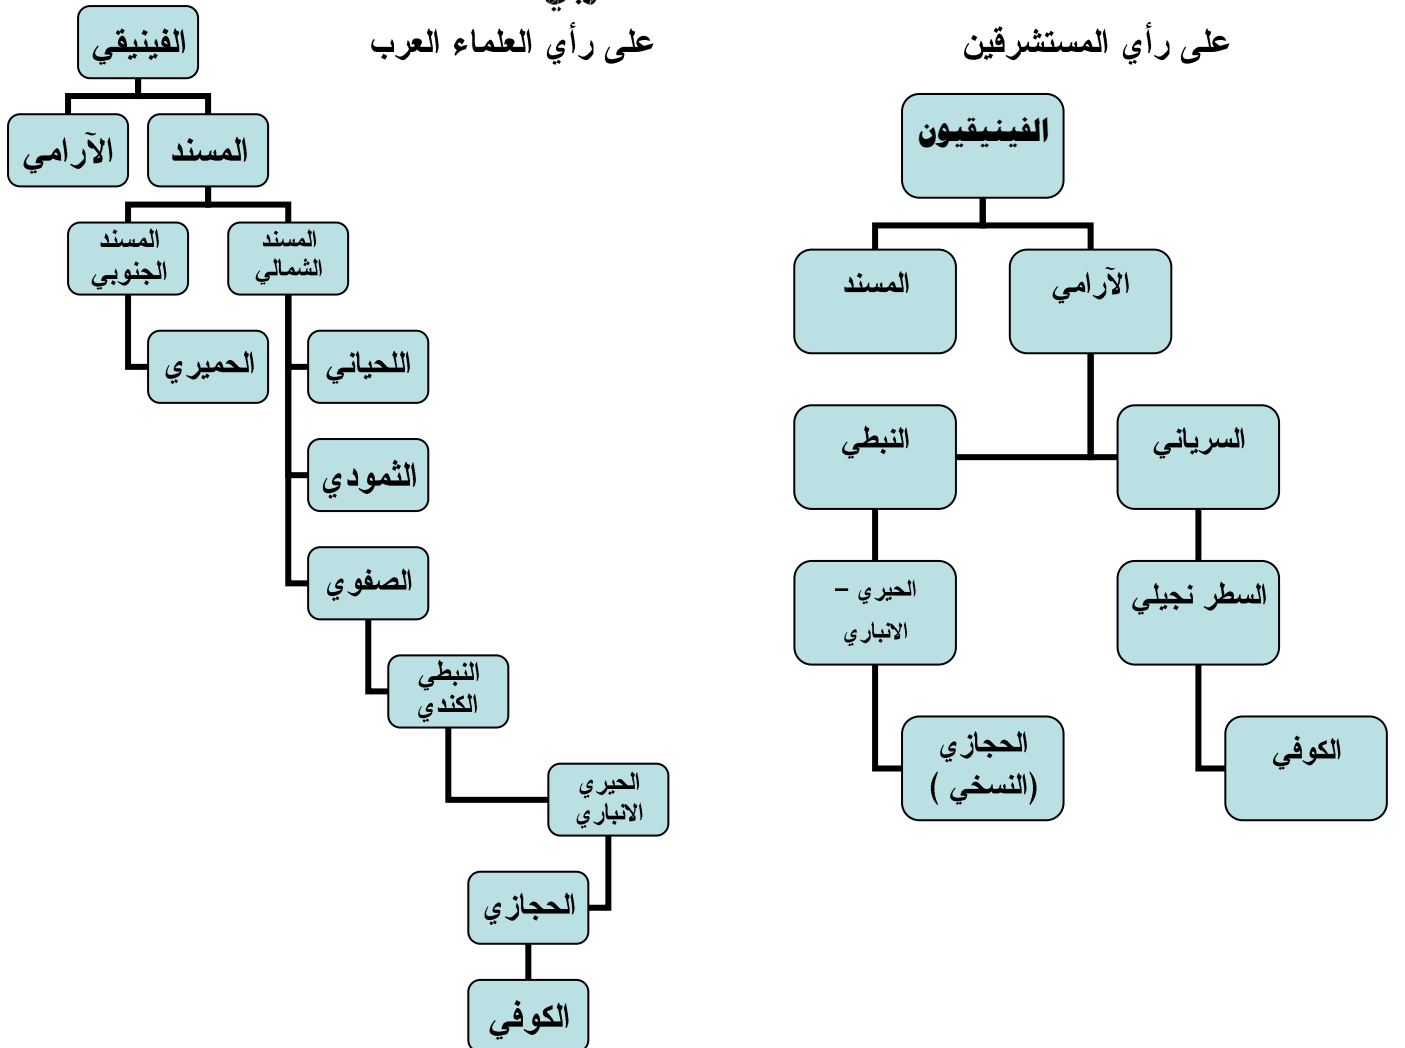 على رأي المستشرقين
الفينيقيون
الآرامي
المسند
السرياني
النبطي
السطر نجيلي
الحيري –
الانباري
الكوفي
الحجازي
(النسخي )
على رأي العلماء العرب
الفينيقي
المسند
الآرامي
المسند
الشمالي
المسند
الجنوبي
اللحياني
الحميري
الثمودي
الصفوي
النبطي
الكندي
الحيري
الانباري
الحجازي
الكوفي